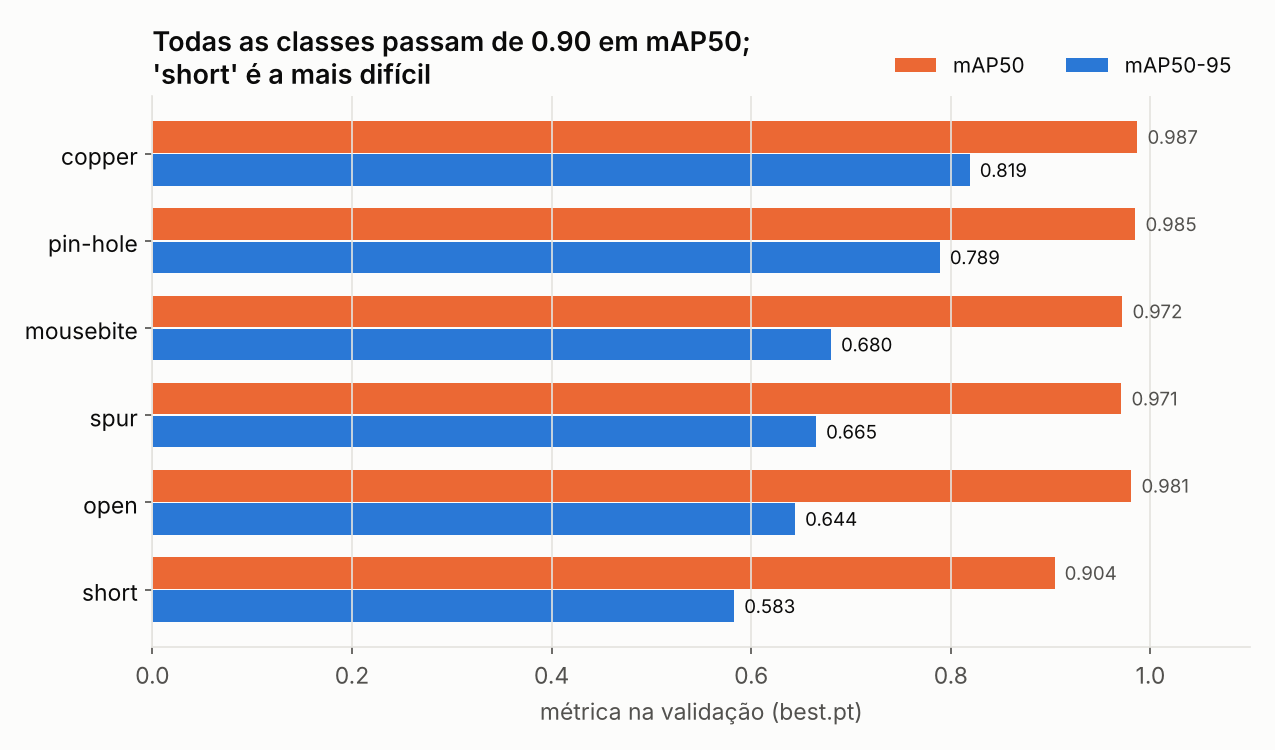 Todas as classes passam de 0.90 em mAP50;
'short' é a mais difícil
mAP50
mAP50-95
copper
0.987
0.819
pin-hole
0.985
0.789
mousebite
0.972
0.680
spur
0.971
0.665
open
0.981
0.644
short
0.904
0.583
0.0 0.2 0.4 0.6 0.8 1.0
métrica na validação (best.pt)